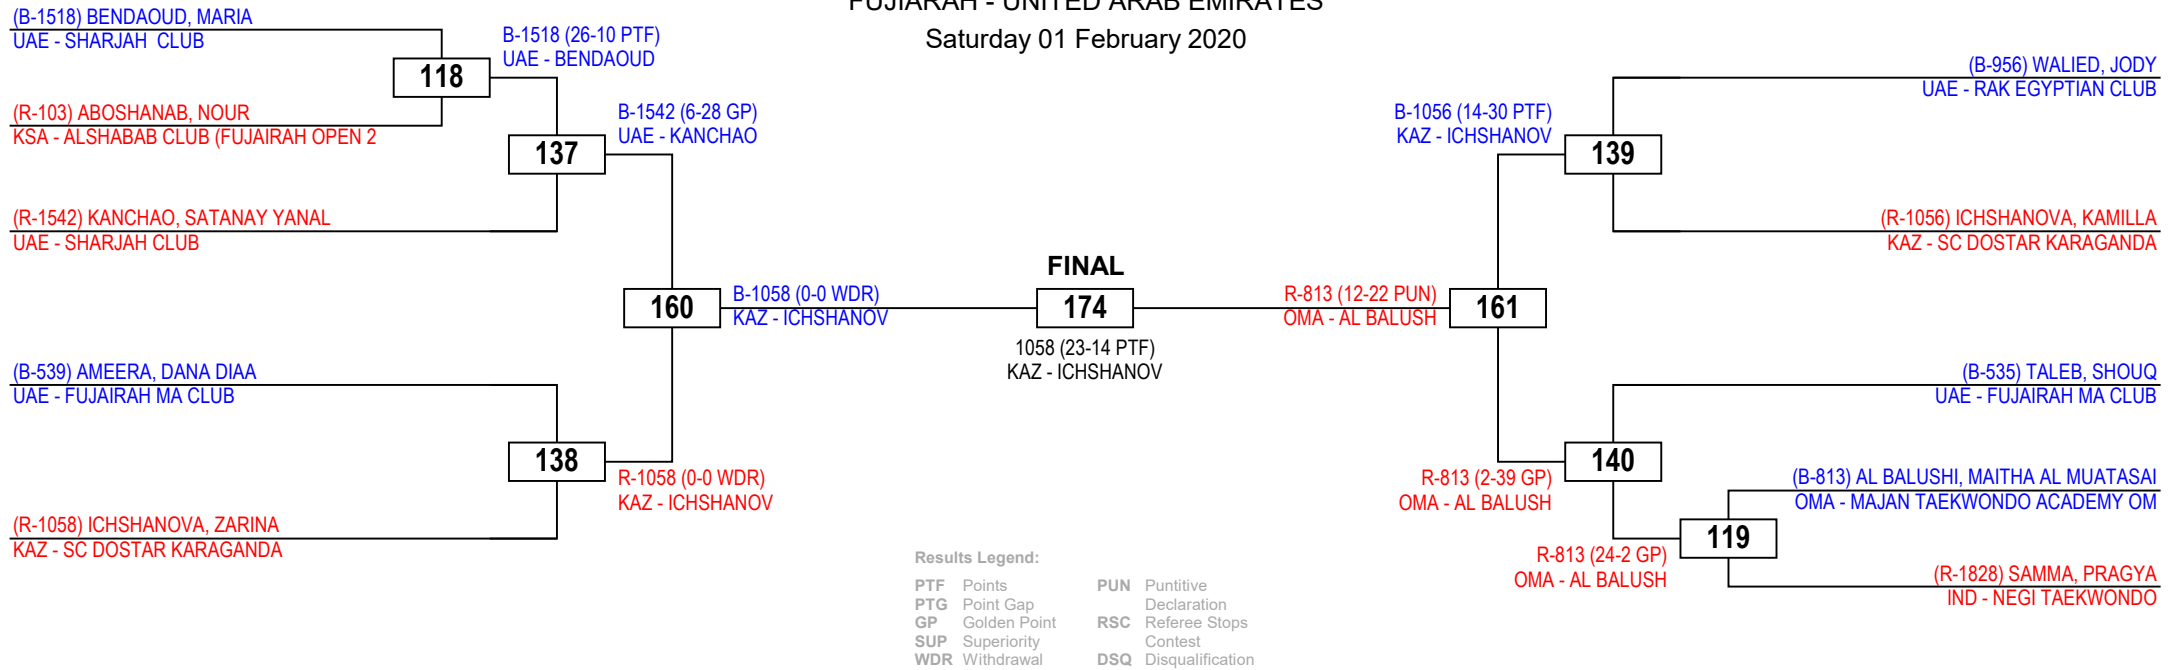 FUJIARAH - UNITED ARAB EMIRATES
Saturday 01 February 2020
(B-1518) BENDAOUD, MARIA
UAE - SHARJAH  CLUB
118
(R-103) ABOSHANAB, NOUR
KSA - ALSHABAB CLUB (FUJAIRAH OPEN 2
B-1518 (26-10 PTF)
UAE - BENDAOUD
137
(R-1542) KANCHAO, SATANAY YANAL
UAE - SHARJAH CLUB
B-1542 (6-28 GP)
UAE - KANCHAO
160
(B-539) AMEERA, DANA DIAA
UAE - FUJAIRAH MA CLUB
138
(R-1058) ICHSHANOVA, ZARINA
KAZ - SC DOSTAR KARAGANDA
R-1058 (0-0 WDR)
KAZ - ICHSHANOV
B-1058 (0-0 WDR)
KAZ - ICHSHANOV
FINAL
174
1058 (23-14 PTF)
KAZ - ICHSHANOV
R-813 (12-22 PUN)
OMA - AL BALUSH
161
B-1056 (14-30 PTF)
KAZ - ICHSHANOV
139
(B-956) WALIED, JODY
UAE - RAK EGYPTIAN CLUB
(R-1056) ICHSHANOVA, KAMILLA
KAZ - SC DOSTAR KARAGANDA
R-813 (2-39 GP)
OMA - AL BALUSH
140
(B-535) TALEB, SHOUQ
UAE - FUJAIRAH MA CLUB
(B-813) AL BALUSHI, MAITHA AL MUATASAI
OMA - MAJAN TAEKWONDO ACADEMY OM
119
R-813 (24-2 GP)
OMA - AL BALUSH
(R-1828) SAMMA, PRAGYA
IND - NEGI TAEKWONDO
Results Legend:
PTF Points
PTG Point Gap
GP Golden Point
SUP Superiority
WDR Withdrawal
PUN Puntitive
Declaration
RSC Referee Stops
Contest
DSQ Disqualification